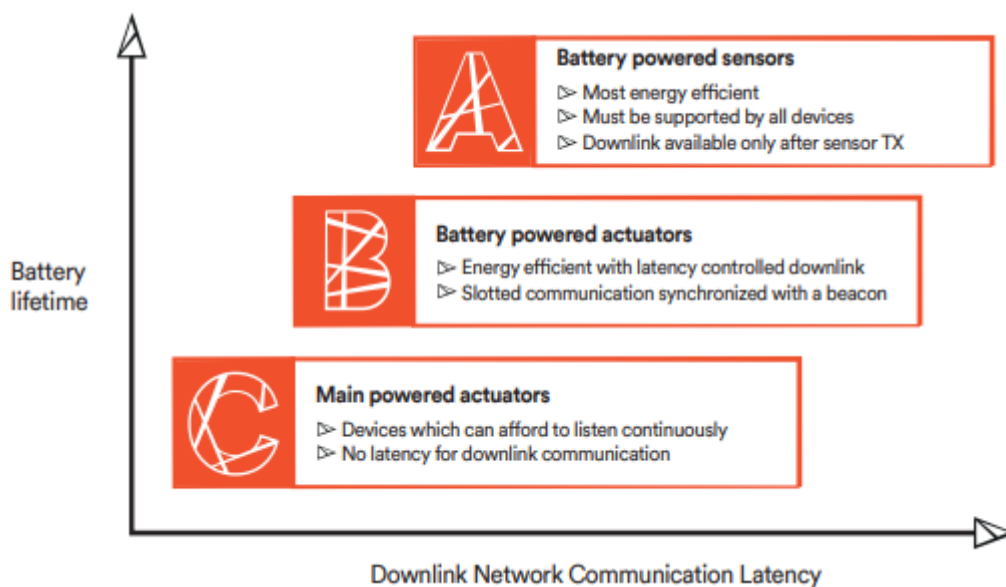 A
Battery powered sensors
Most energy efficient
Must be supported by all devices
Downlink available only after sensor TX
B
Battery powered actuators
Energy efficient with latency controlled downlink
Slotted communication synchronized with a beacon
Battery
lifetime
C
Main powered actuators
Devices which can afford to listen continuously
No latency for downlink communication
Downlink Network Communication Latency